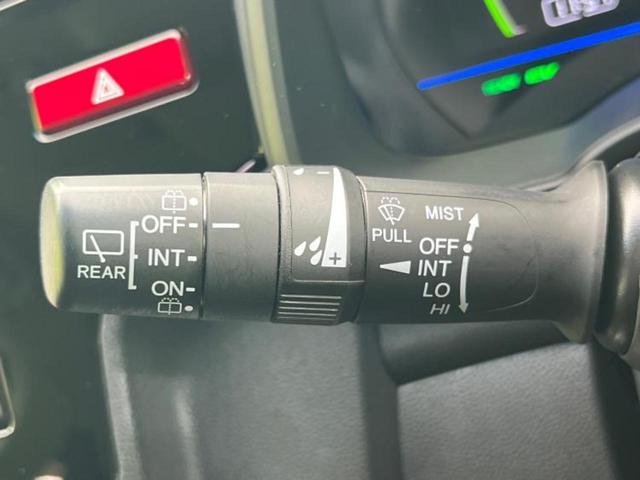 OFF
INT
ON
REAR
PULL
MIST
OFF
INT
LO
HI